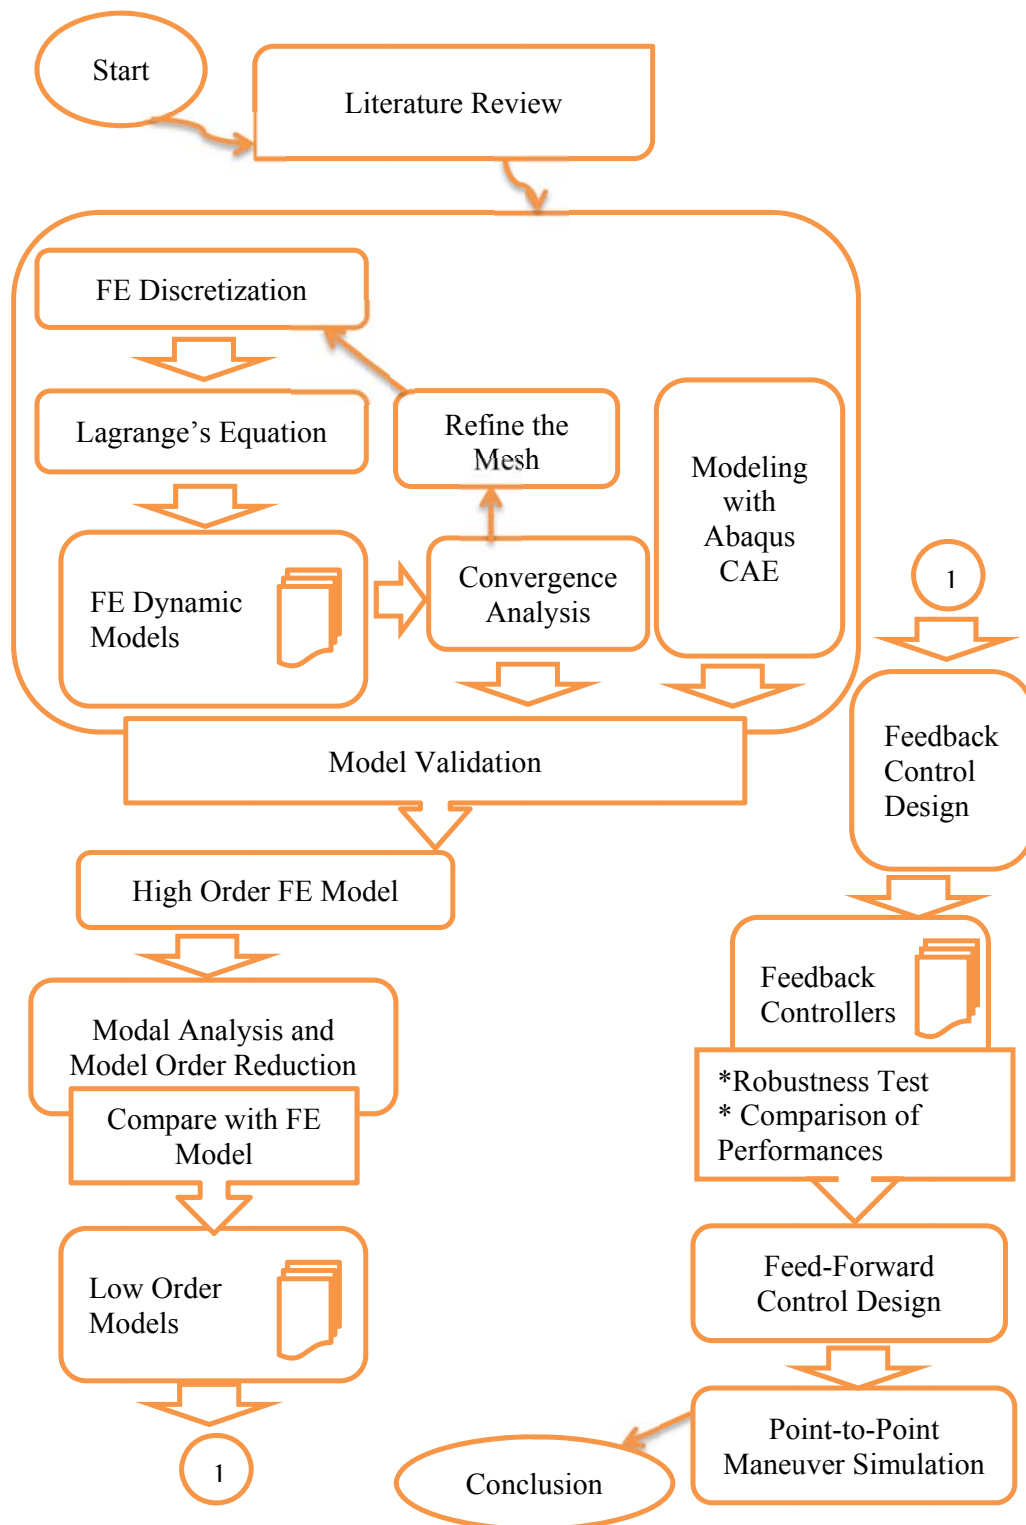 Start
Literature Review
FE Discretization
Lagrange’s Equation
Refine the
Mesh
Modeling
with
Abaqus
CAE
FE Dynamic
Models
Convergence
Analysis
Model Validation
High Order FE Model
Modal Analysis and
Model Order Reduction
Compare with FE
Model
Low Order
Models
1
1
Feedback
Control
Design
Feedback
Controllers
*Robustness Test
* Comparison of
Performances
Feed-Forward
Control Design
Point-to-Point
Maneuver Simulation
Conclusion